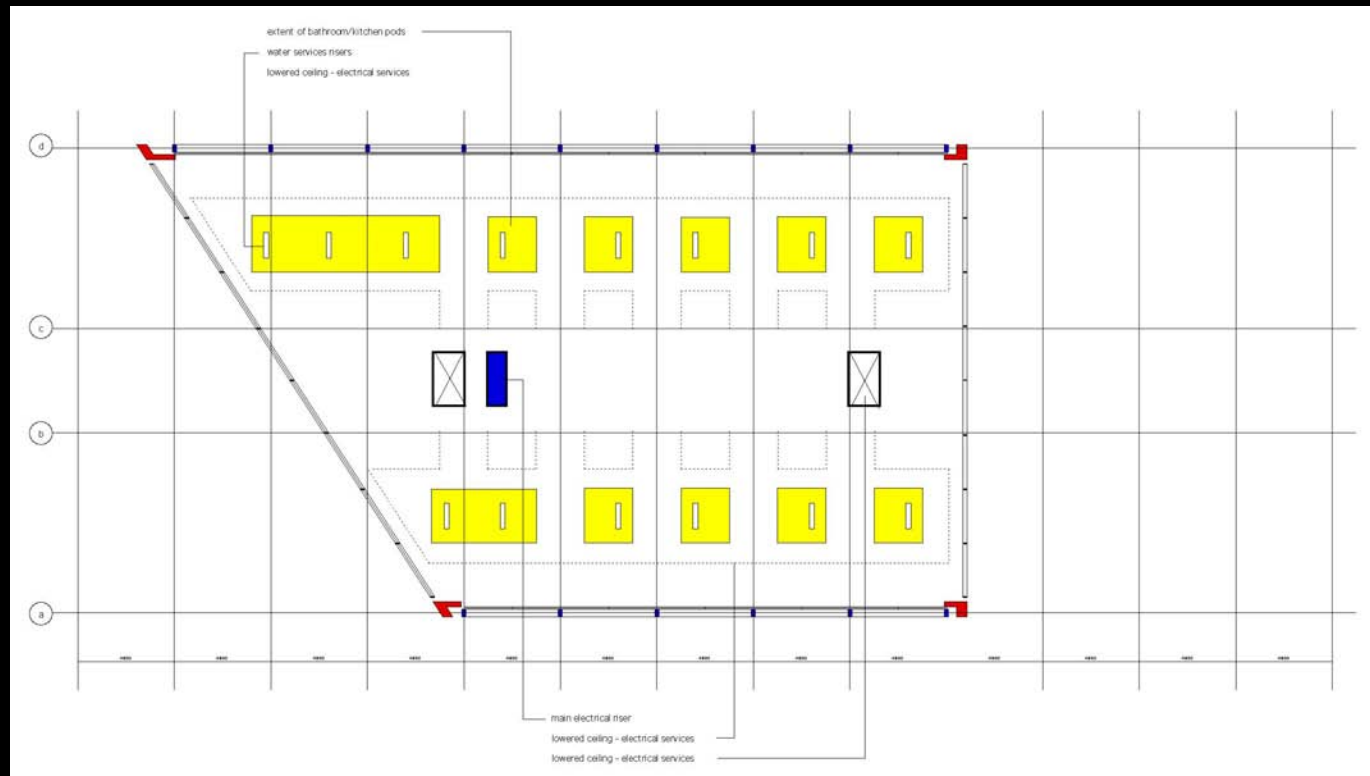 extent of bathroom/kitchen pods
water services risers
lowered ceiling - electrical services
d
c
b
a
main electrical riser
lowered ceiling - electrical services
lowered ceiling - electrical services